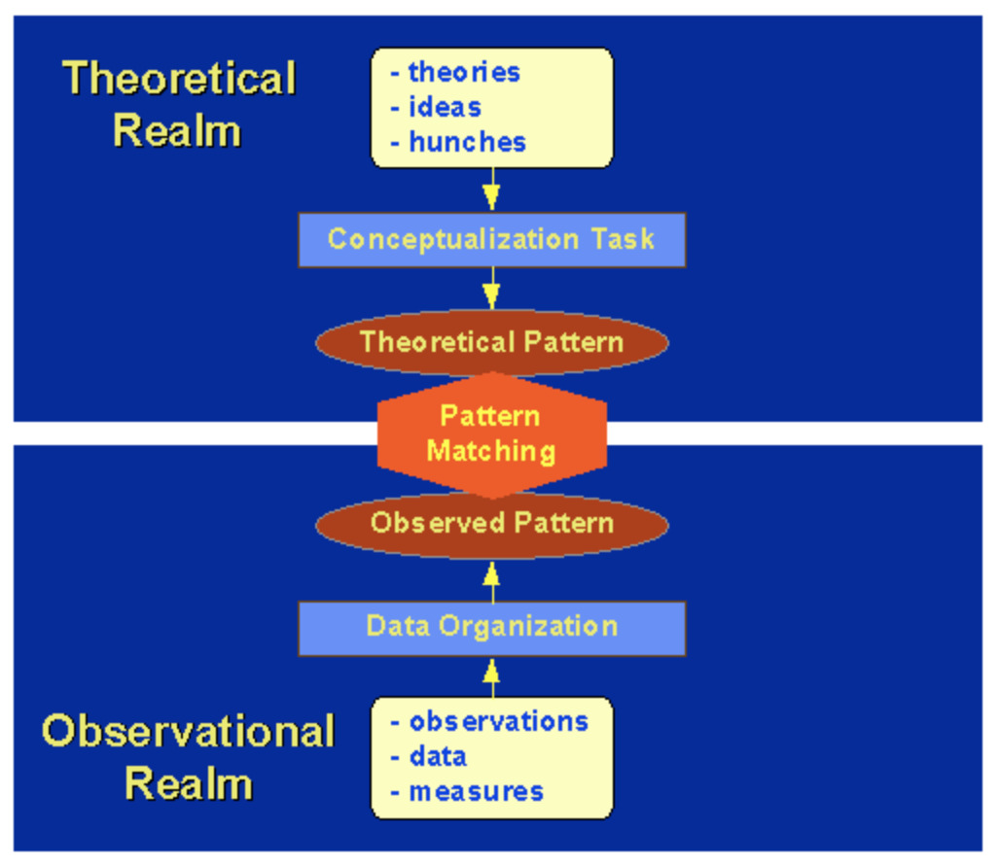 Theoretical
Realm
- theories
- ideas
- hunches
Conceptualization Task
Theoretical Pattern
Pattern
Matching
Observed Pattern
Data Organization
Observational
Realm
- observations
- data
- measures